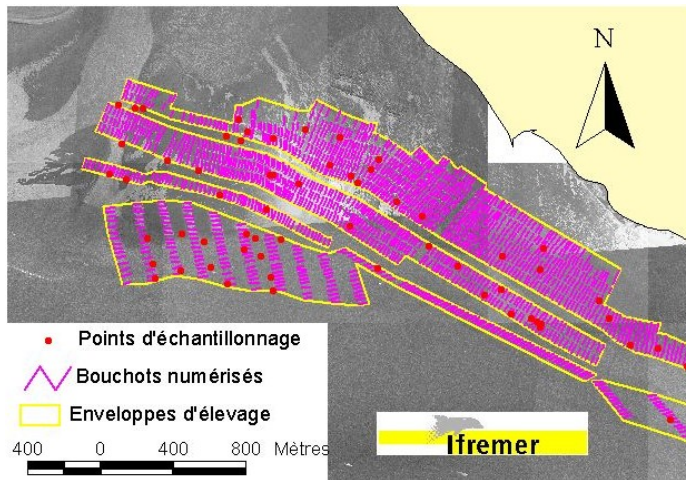 N
Points d'échantillonnage
Bouchots numérisés
Enveloppes d'élevage
400 0 400 800 Mètres
Ifremer